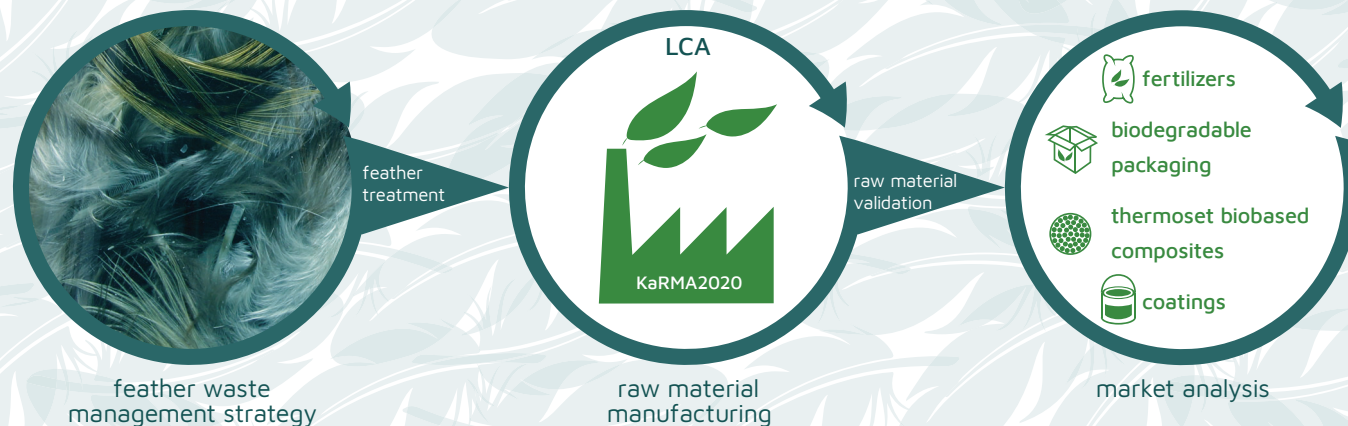 feather
treatment
feather waste
management strategy
LCA
KaRMA2020
raw material
validation
raw material
manufacturing
fertilizers
biodegradable
packaging
thermoset biobased
composites
coatings
market analysis